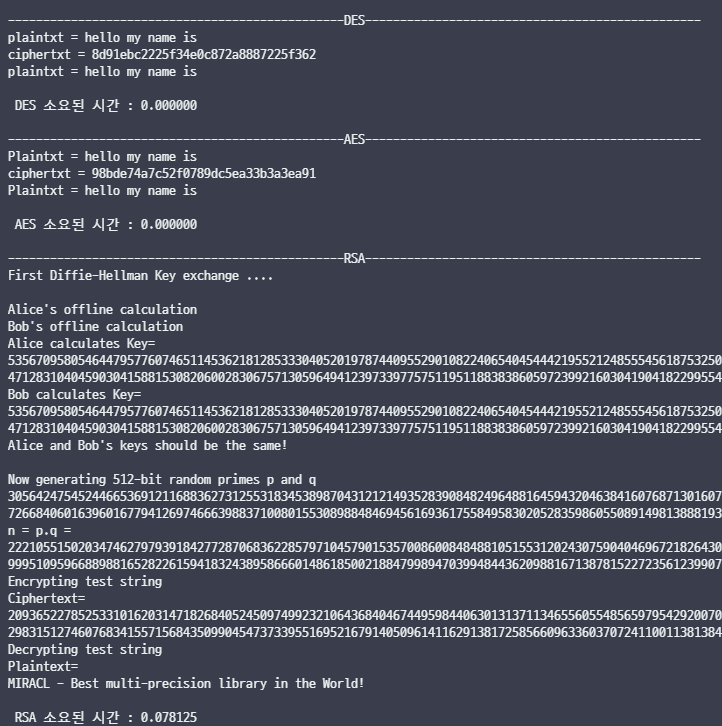 ------------------------------------------------DES------------------------------------------------
plaintxt = hello my name is
ciphertxt = 8d91ebc2225f34e0c872a8887225f362
plaintxt = hello my name is
DES 소요된 시간 : 0.000000
------------------------------------------------AES------------------------------------------------
Plaintxt = hello my name is
ciphertxt = 98bde74a7c52f0789dc5ea33b3a3ea91
Plaintxt = hello my name is
AES 소요된 시간 : 0.000000
------------------------------------------------RSA------------------------------------------------
First Diffie-Hellman Key exchange ....
Alice's offline calculation
Bob's offline calculation
Alice calculates Key=
535670958054644795776074651145362181285333040520197874409552901082240654045444219552124855545618753250
471283104045903041588153082060028306757130596494123973397757511951188383860597239921603041904182299554
Bob calculates Key=
535670958054644795776074651145362181285333040520197874409552901082240654045444219552124855545618753250
471283104045903041588153082060028306757130596494123973397757511951188383860597239921603041904182299554
Alice and Bob's keys should be the same!
Now generating 512-bit random primes p and q
305642475452446653691211688362731255318345389870431212149352839084824964881645943204638416076871301607
726684060163960167794126974666398837100801553089884846945616936175584958302052835986055089149813888193
n = p.q =
222105515020347462797939184277287068362285797104579015357008600848488105155312024307590404696721826430
999510959668898816528226159418324389586660148618500218847998947039948443620988167138781522723561239907
Encrypting test string
Ciphertext=
209365227852533101620314718268405245097499232106436840467449598440630131371134655605548565979542920070
298315127460768341557156843509904547373395516952167914050961411629138172585660963360370724110011381384
Decrypting test string
Plaintext=
MIRACL - Best multi-precision library in the World!
RSA 소요된 시간 : 0.078125